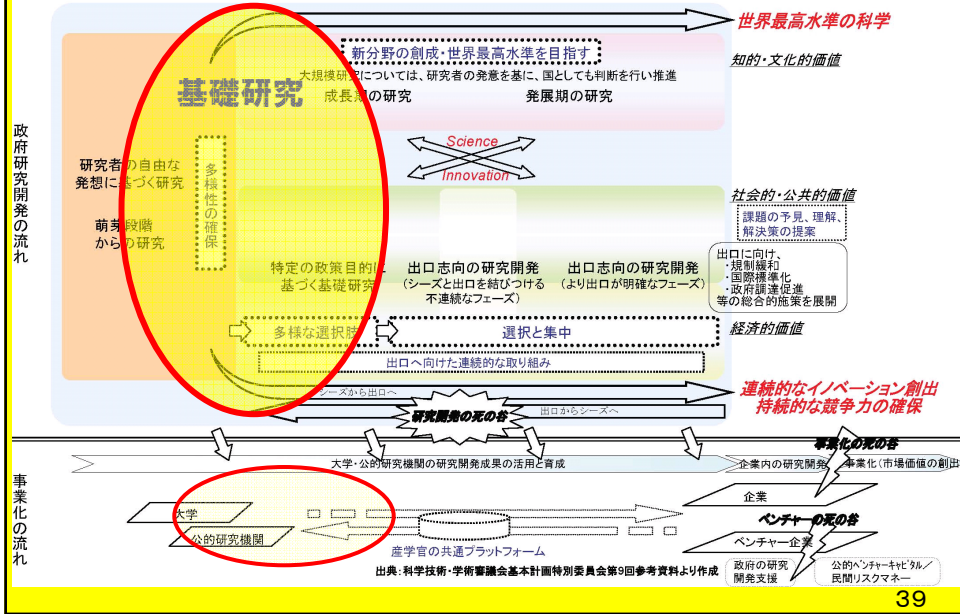 世界最高水準の科学
新分野の創成・世界最高水準を目指す
知的・文化的価値
大規模研究については、研究者の発意を基に、国としても判断を行い推進
基礎研究
成長期の研究
発展期の研究
政府研究開発の流れ
Science
Innovation
研究者の自由な
発想に基づく研究
多様性の確保
萌芽段階
からの研究
社会的・公共的価値
課題の予見、理解、
解決策の提案
特定の政策目的に
基づく基礎研究
出口志向の研究開発
(シーズと出口を結びつける
不連続なフェーズ)
出口志向の研究開発
(より出口が明確なフェーズ)
出口に向け、
・規制緩和
・国際標準化
・政府調達促進
等の総合的施策を展開
多様な選択肢
選択と集中
経済的価値
出口へ向けた連続的な取り組み
シーズから出口へ
連続的なイノベーション創出
持続的な競争力の確保
研究開発の死の谷
出口からシーズへ
事業化の死の谷
大学・公的研究機関の研究開発成果の活用と育成
企業内の研究開発
事業化(市場価値の創出
事業化の流れ
大学
公的研究機関
企業
ベンチャーの死の谷
ベンチャー企業
産学官の共通プラットフォーム
出典:科学技術・学術審議会基本計画特別委員会第9回参考資料より作成
政府の研究
開発支援
公的ベンチャーキャピタル/
民間リスクマネー
39